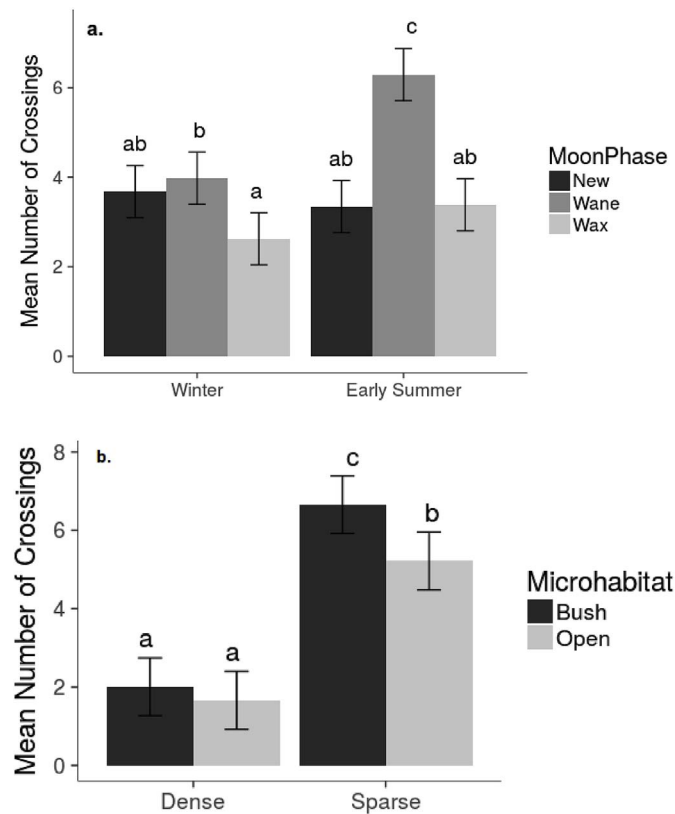 a.
Mean Number of Crossings
6
4
2
0
ab
b
a
ab
c
ab
Winter
Early Summer
MoonPhase
New
Wane
Wax
b.
Mean Number of Crossings
8
6
4
2
0
a
a
c
b
Dense
Sparse
Microhabitat
Bush
Open